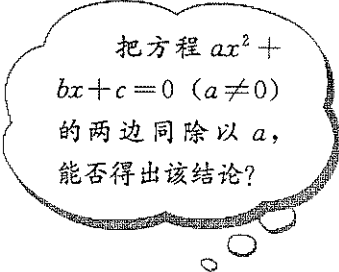 把方程 ax²+
bx+c=0 (a≠0)
的两边同除以 a,
能否得出该结论?